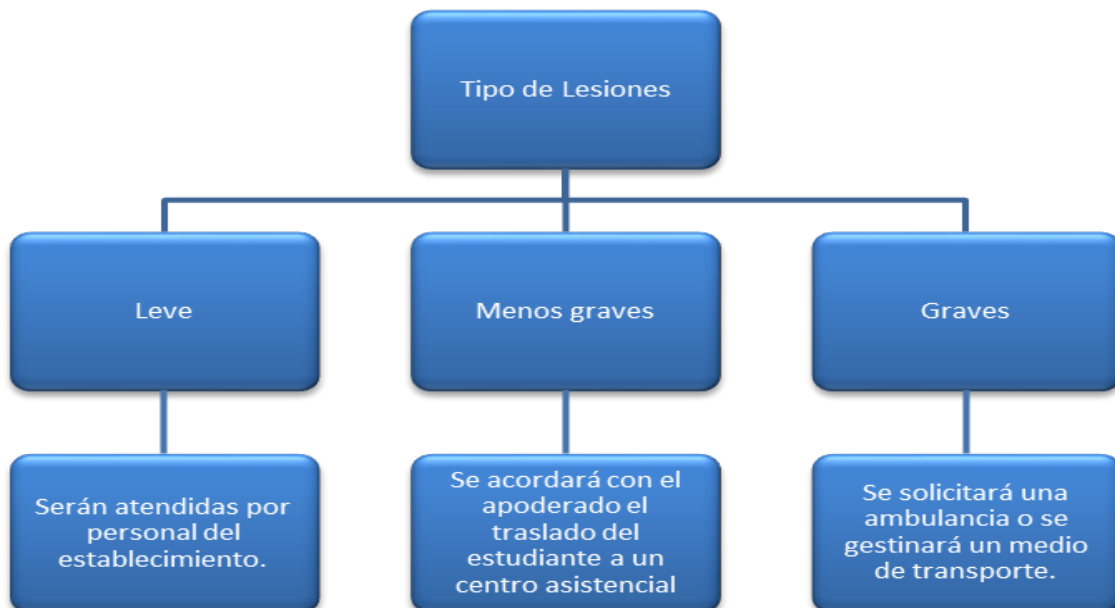 Tipo de Lesiones
Leve
Menos graves
Graves
Serán atendidas por
personal del
establecimiento.
Se acordará con el
apoderado el
traslado del
estudiante a un
centro asistencial
Se solicitará una
ambulancia o se
gestinará un medio
de transporte.